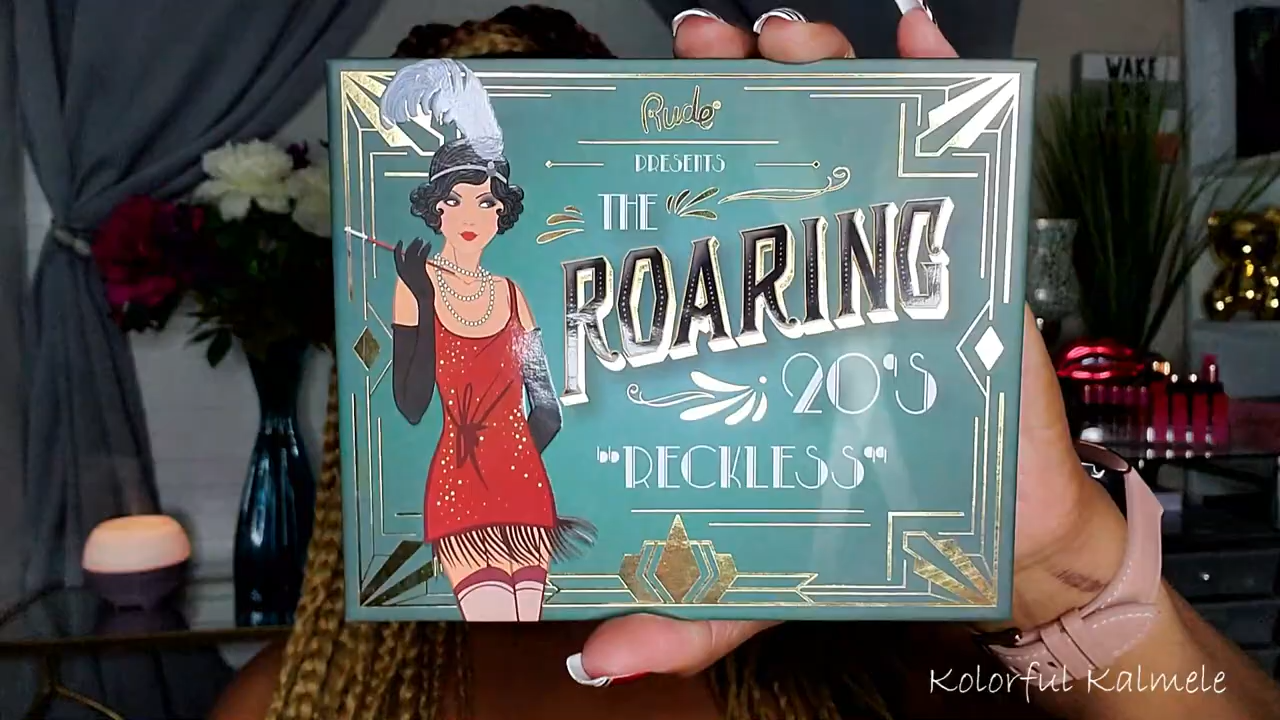 Rude
PRESENTS
THE
ROARING
20'S
"RECKLESS"
WAKE
Kolorful Kalmele